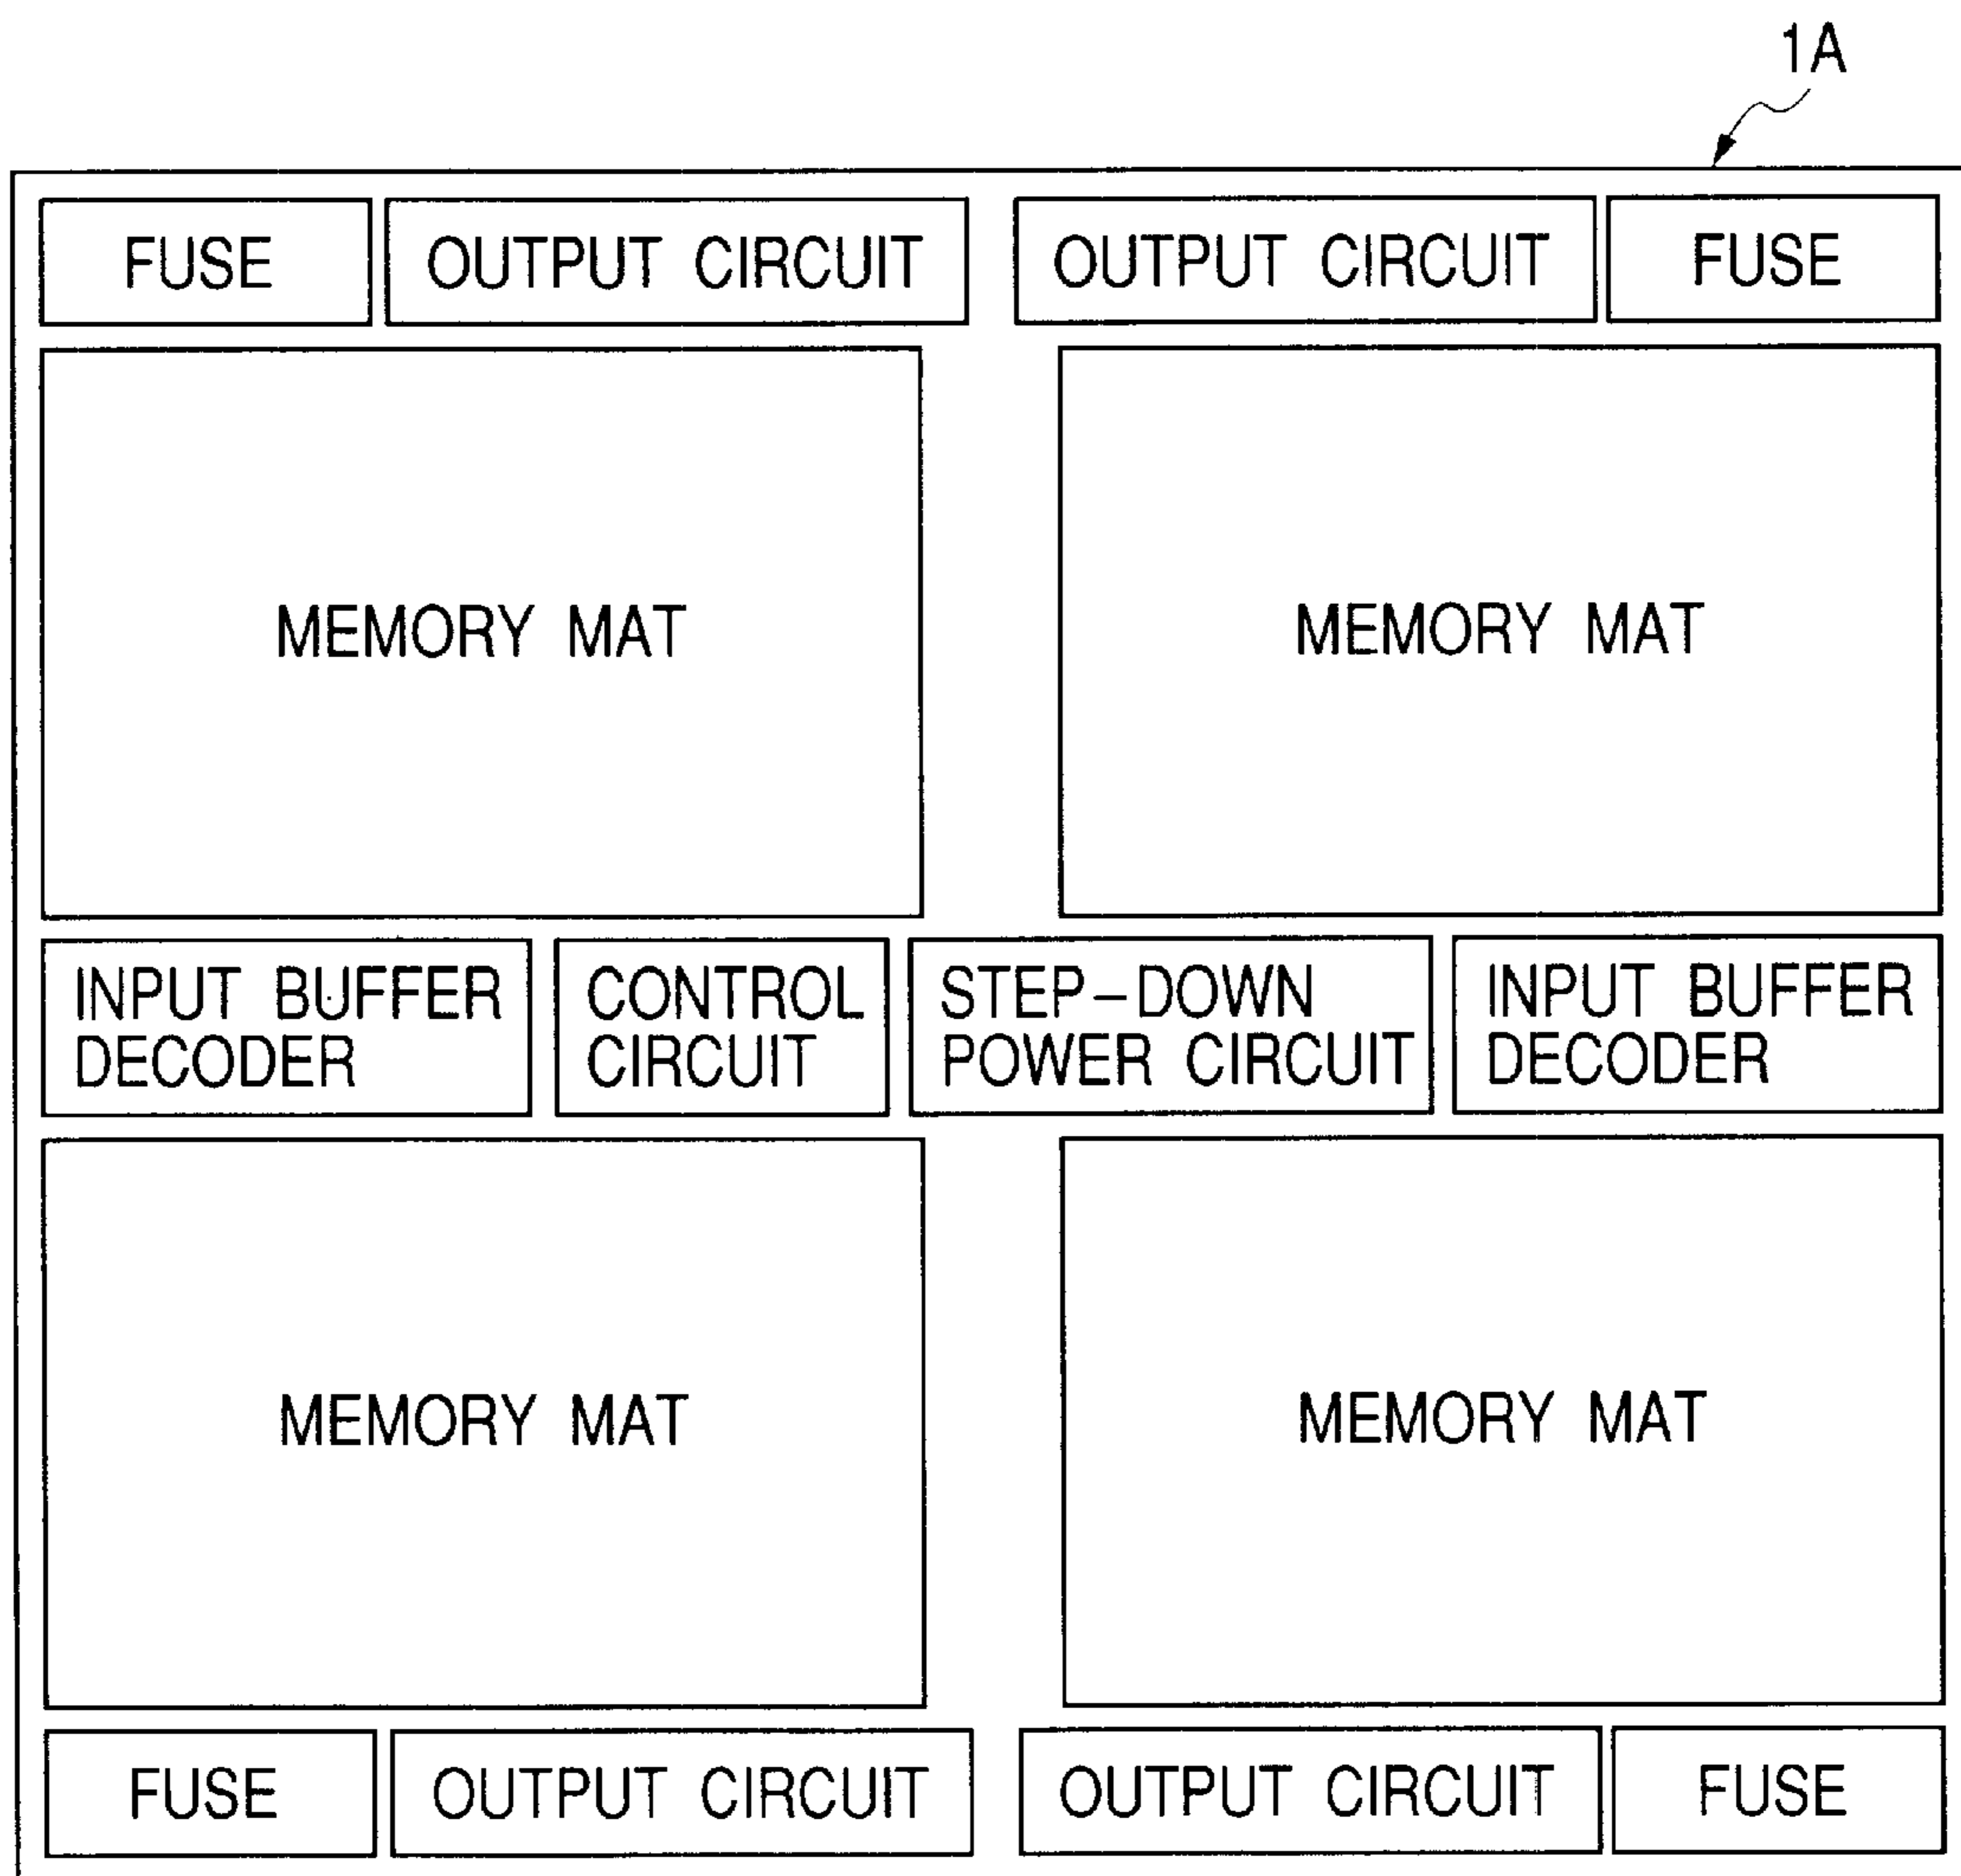 1A
FUSE
OUTPUT CIRCUIT
OUTPUT CIRCUIT
FUSE
MEMORY MAT
MEMORY MAT
INPUT BUFFER
DECODER
CONTROL
CIRCUIT
STEP-DOWN
POWER CIRCUIT
INPUT BUFFER
DECODER
MEMORY MAT
MEMORY MAT
FUSE
OUTPUT CIRCUIT
OUTPUT CIRCUIT
FUSE